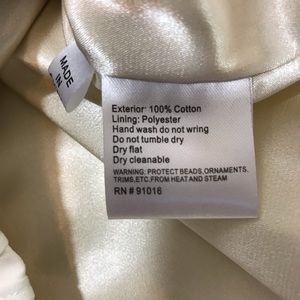 MADE
IN
Exterior: 100% Cotton
Lining: Polyester
Hand wash do not wring
Do not tumble dry
Dry flat
Dry cleanable
WARNING: PROTECT BEADS,ORNAMENTS,
TRIMS,ETC.FROM HEAT AND STEAM
RN # 91016